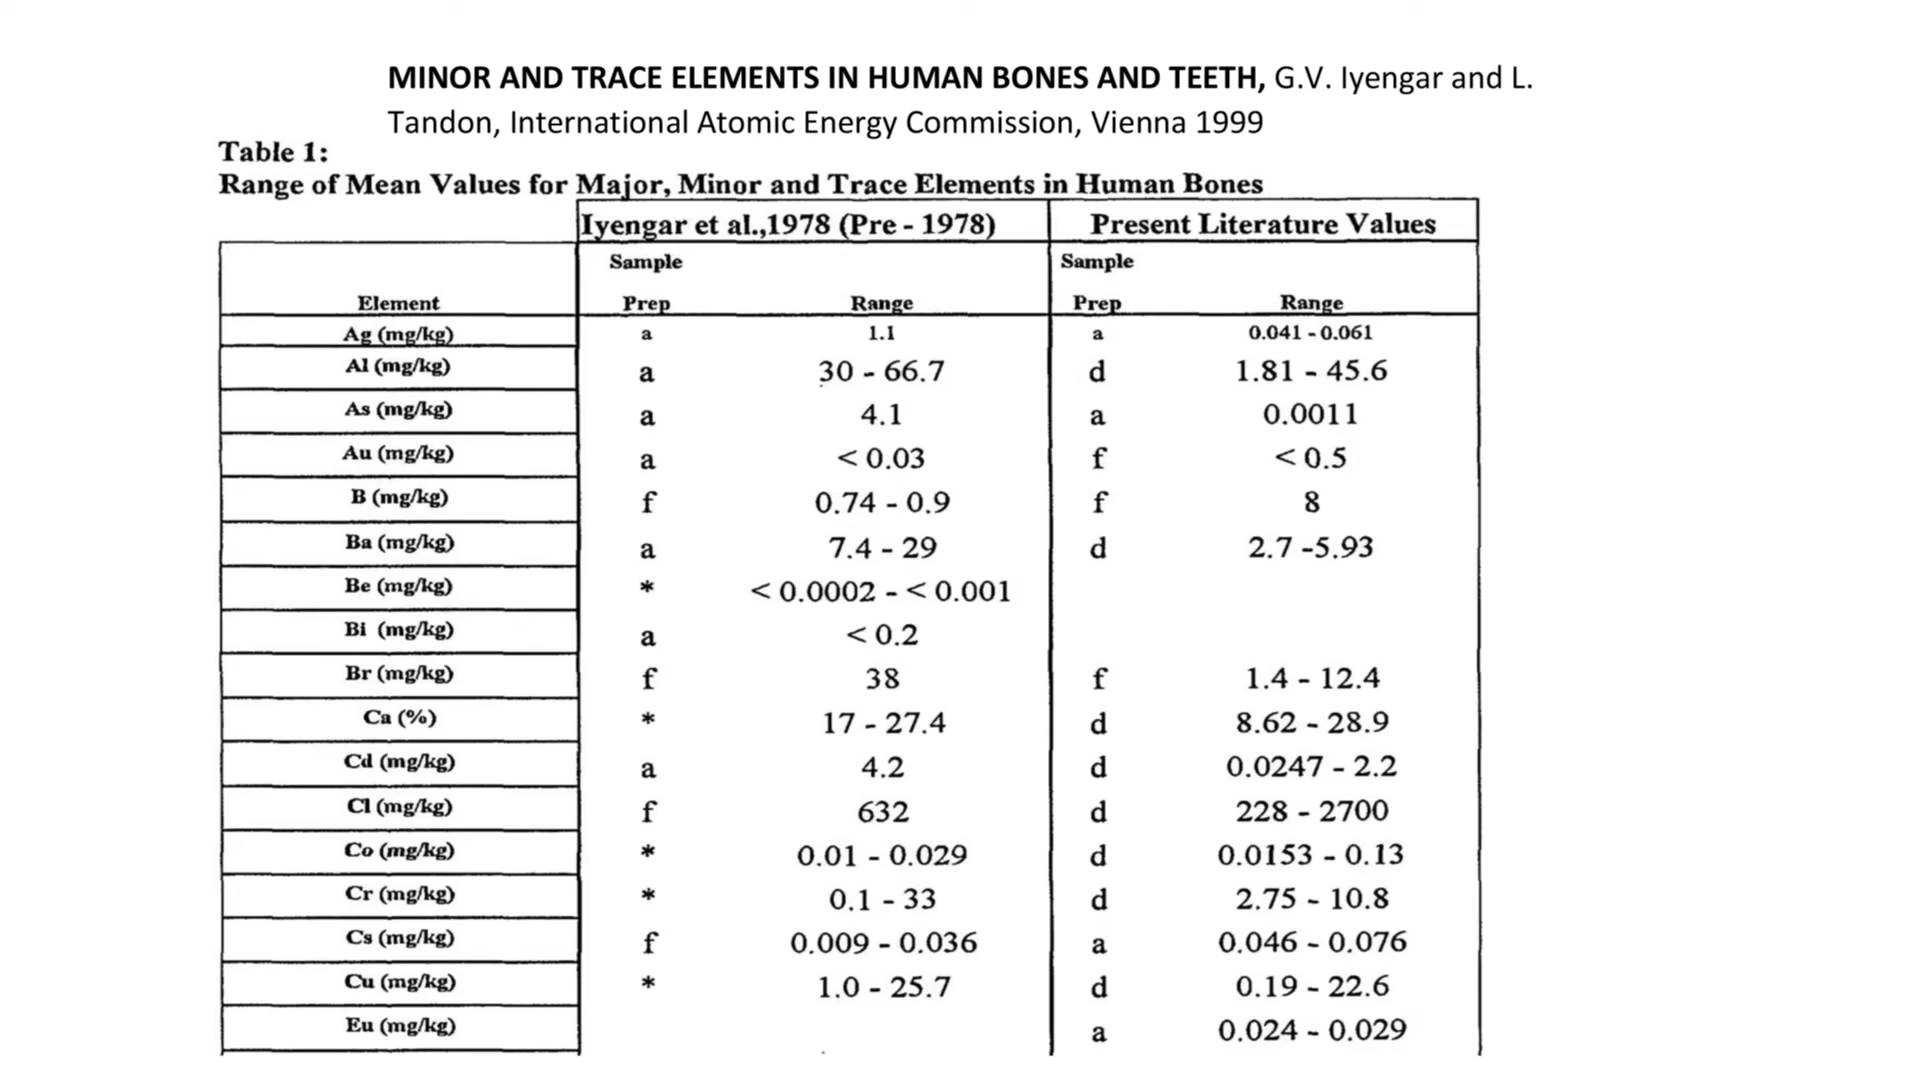 MINOR AND TRACE ELEMENTS IN HUMAN BONES AND TEETH, G.V. Iyengar and L.
Tandon, International Atomic Energy Commission, Vienna 1999
Table 1:
Range of Mean Values for Major, Minor and Trace Elements in Human Bones
Iyengar et al.,1978 (Pre - 1978) Present Literature Values
Sample Sample
Element Prep Range Prep Range
Ag (mg/kg) a 1.1 a 0.041 - 0.061
Al (mg/kg) a 30 - 66.7 d 1.81 - 45.6
As (mg/kg) a 4.1 a 0.0011
Au (mg/kg) a < 0.03 f < 0.5
B (mg/kg) f 0.74 - 0.9 f 8
Ba (mg/kg) a 7.4 - 29 d 2.7 -5.93
Be (mg/kg) * < 0.0002 - < 0.001
Bi (mg/kg) a < 0.2
Br (mg/kg) f 38 f 1.4 - 12.4
Ca (%) * 17 - 27.4 d 8.62 - 28.9
Cd (mg/kg) a 4.2 d 0.0247 - 2.2
Cl (mg/kg) f 632 d 228 - 2700
Co (mg/kg) * 0.01 - 0.029 d 0.0153 - 0.13
Cr (mg/kg) * 0.1 - 33 d 2.75 - 10.8
Cs (mg/kg) f 0.009 - 0.036 a 0.046 - 0.076
Cu (mg/kg) * 1.0 - 25.7 d 0.19 - 22.6
Eu (mg/kg) a 0.024 - 0.029